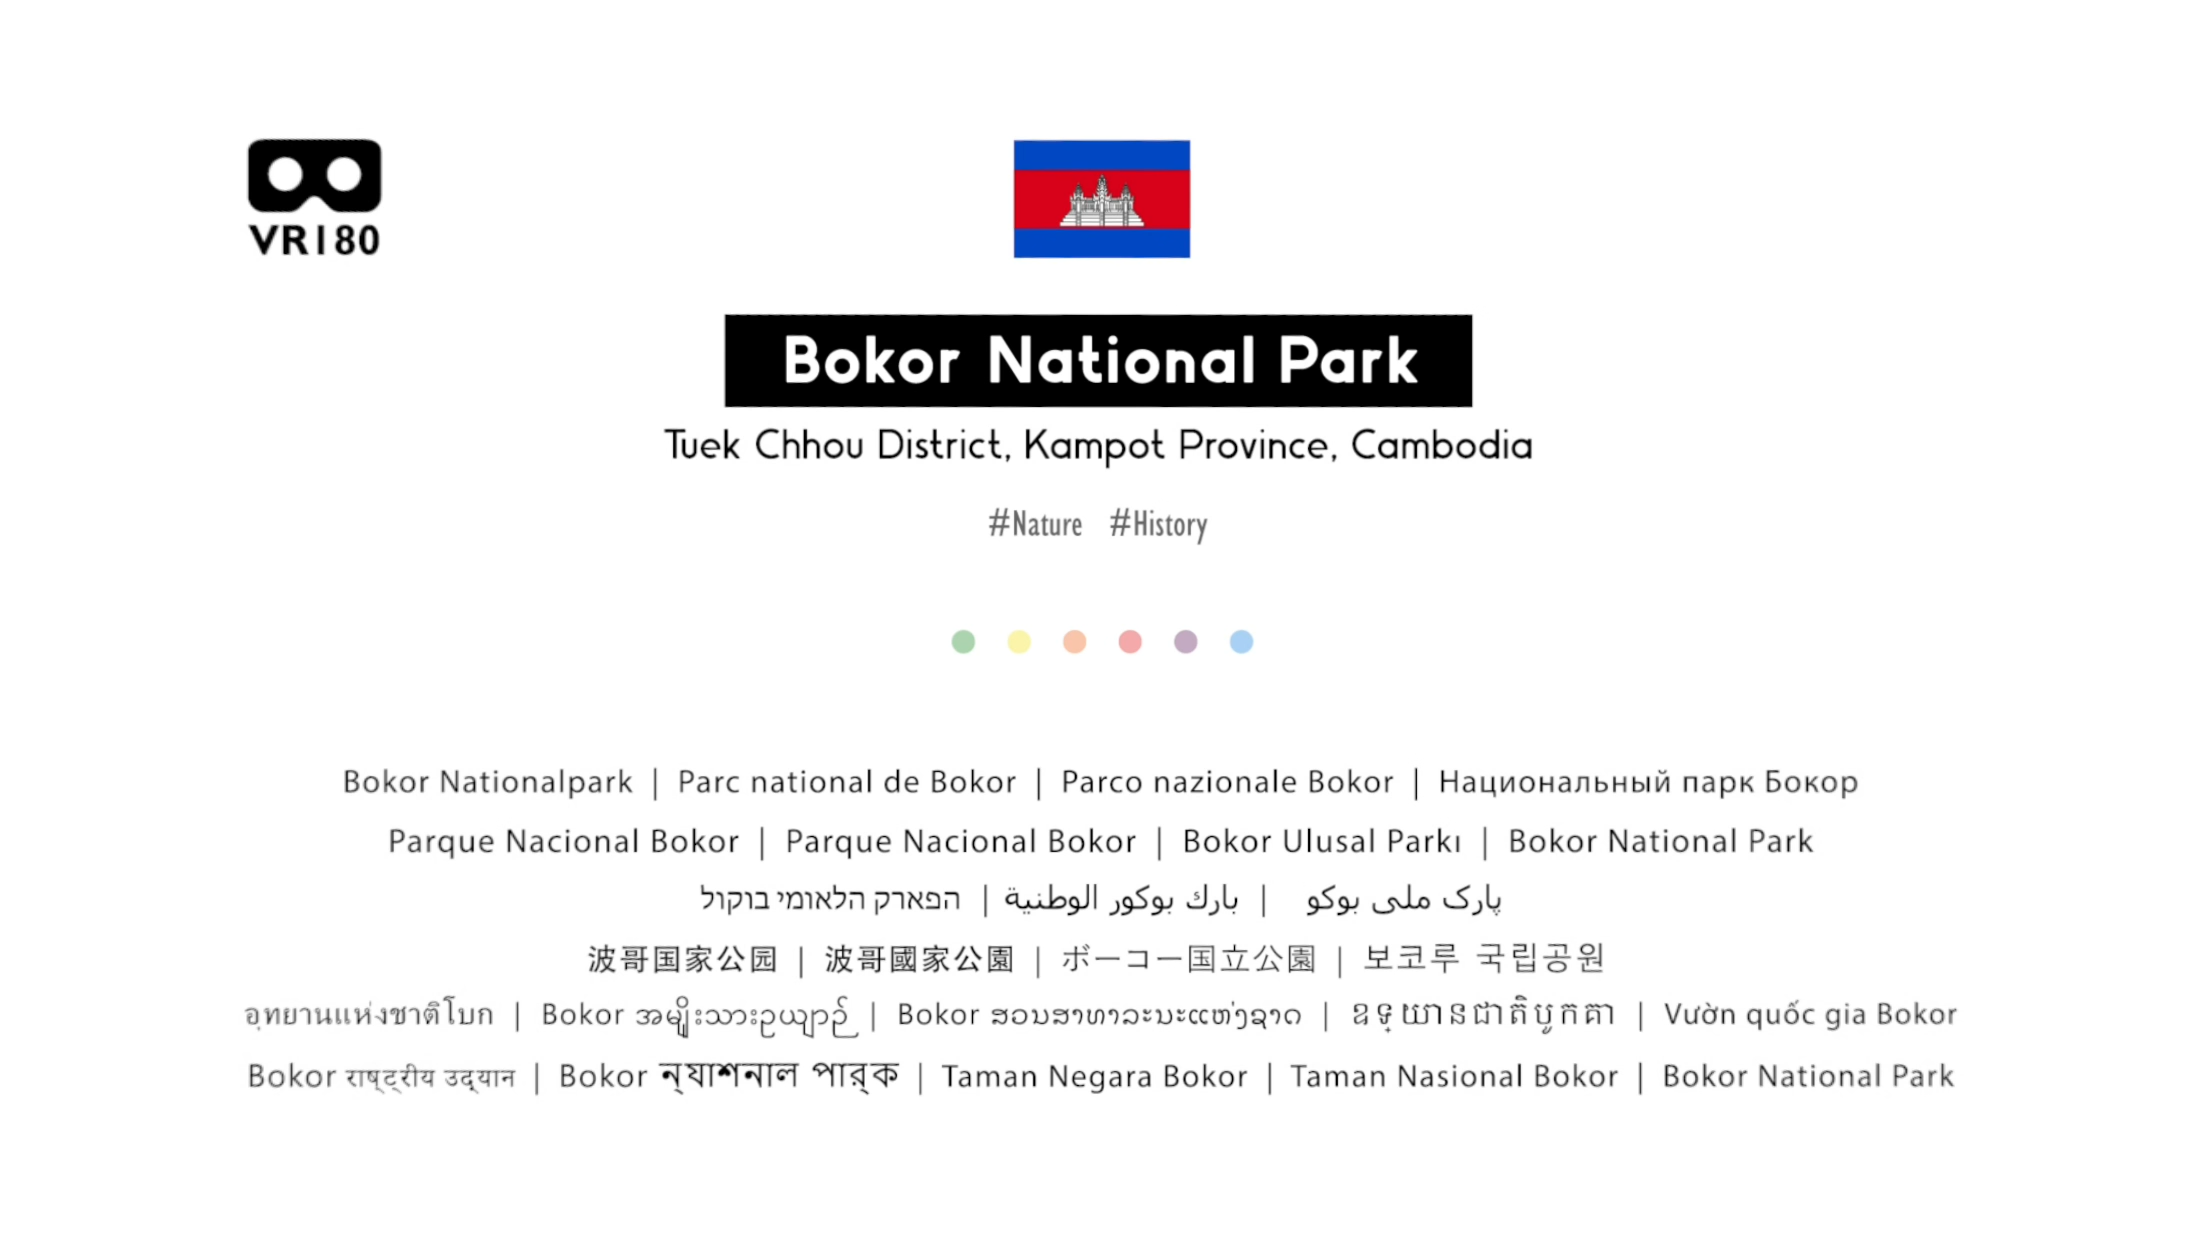 VR180
Bokor National Park
Tuek Chhou District, Kampot Province, Cambodia
#Nature #History
Bokor Nationalpark | Parc national de Bokor | Parco nazionale Bokor | Национальный парк Бокор
Parque Nacional Bokor | Parque Nacional Bokor | Bokor Ulusal Parkı | Bokor National Park
הפארק הלאומי בוקול | بارك بوكور الوطنية | پارک ملی بوکو
波哥国家公园 | 波哥國家公園 | ボーコー国立公園 | 보코루 국립공원
อุทยานแห่งชาติโบก | Bokor အမျိုးသားဥယျာဉ် | Bokor ສວນສາທາລະນະແຫ່ງຊາດ | ឧទ្យានជាតិបូកគោ | Vườn quốc gia Bokor
Bokor राष्ट्रीय उद्यान | Bokor ন্যাশনাল পার্ক | Taman Negara Bokor | Taman Nasional Bokor | Bokor National Park